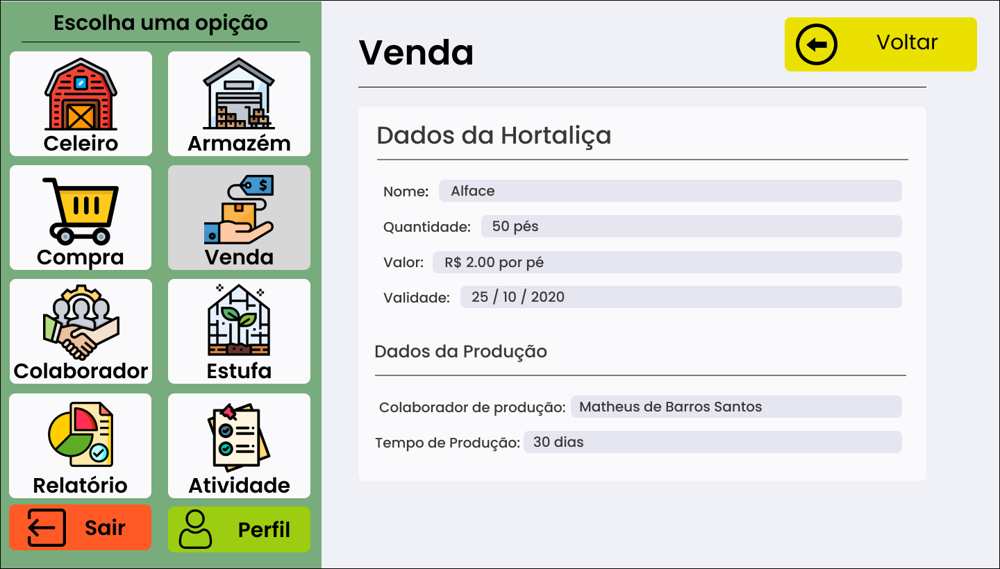 Escolha uma opição
Celeiro
Armazém
Compra
Venda
Colaborador
Estufa
Relatório
Atividade
Sair
Perfil
Venda
Voltar
Dados da Hortaliça
Nome: Alface
Quantidade: 50 pés
Valor: R$ 2.00 por pé
Validade: 25 / 10 / 2020
Dados da Produção
Colaborador de produção: Matheus de Barros Santos
Tempo de Produção: 30 dias